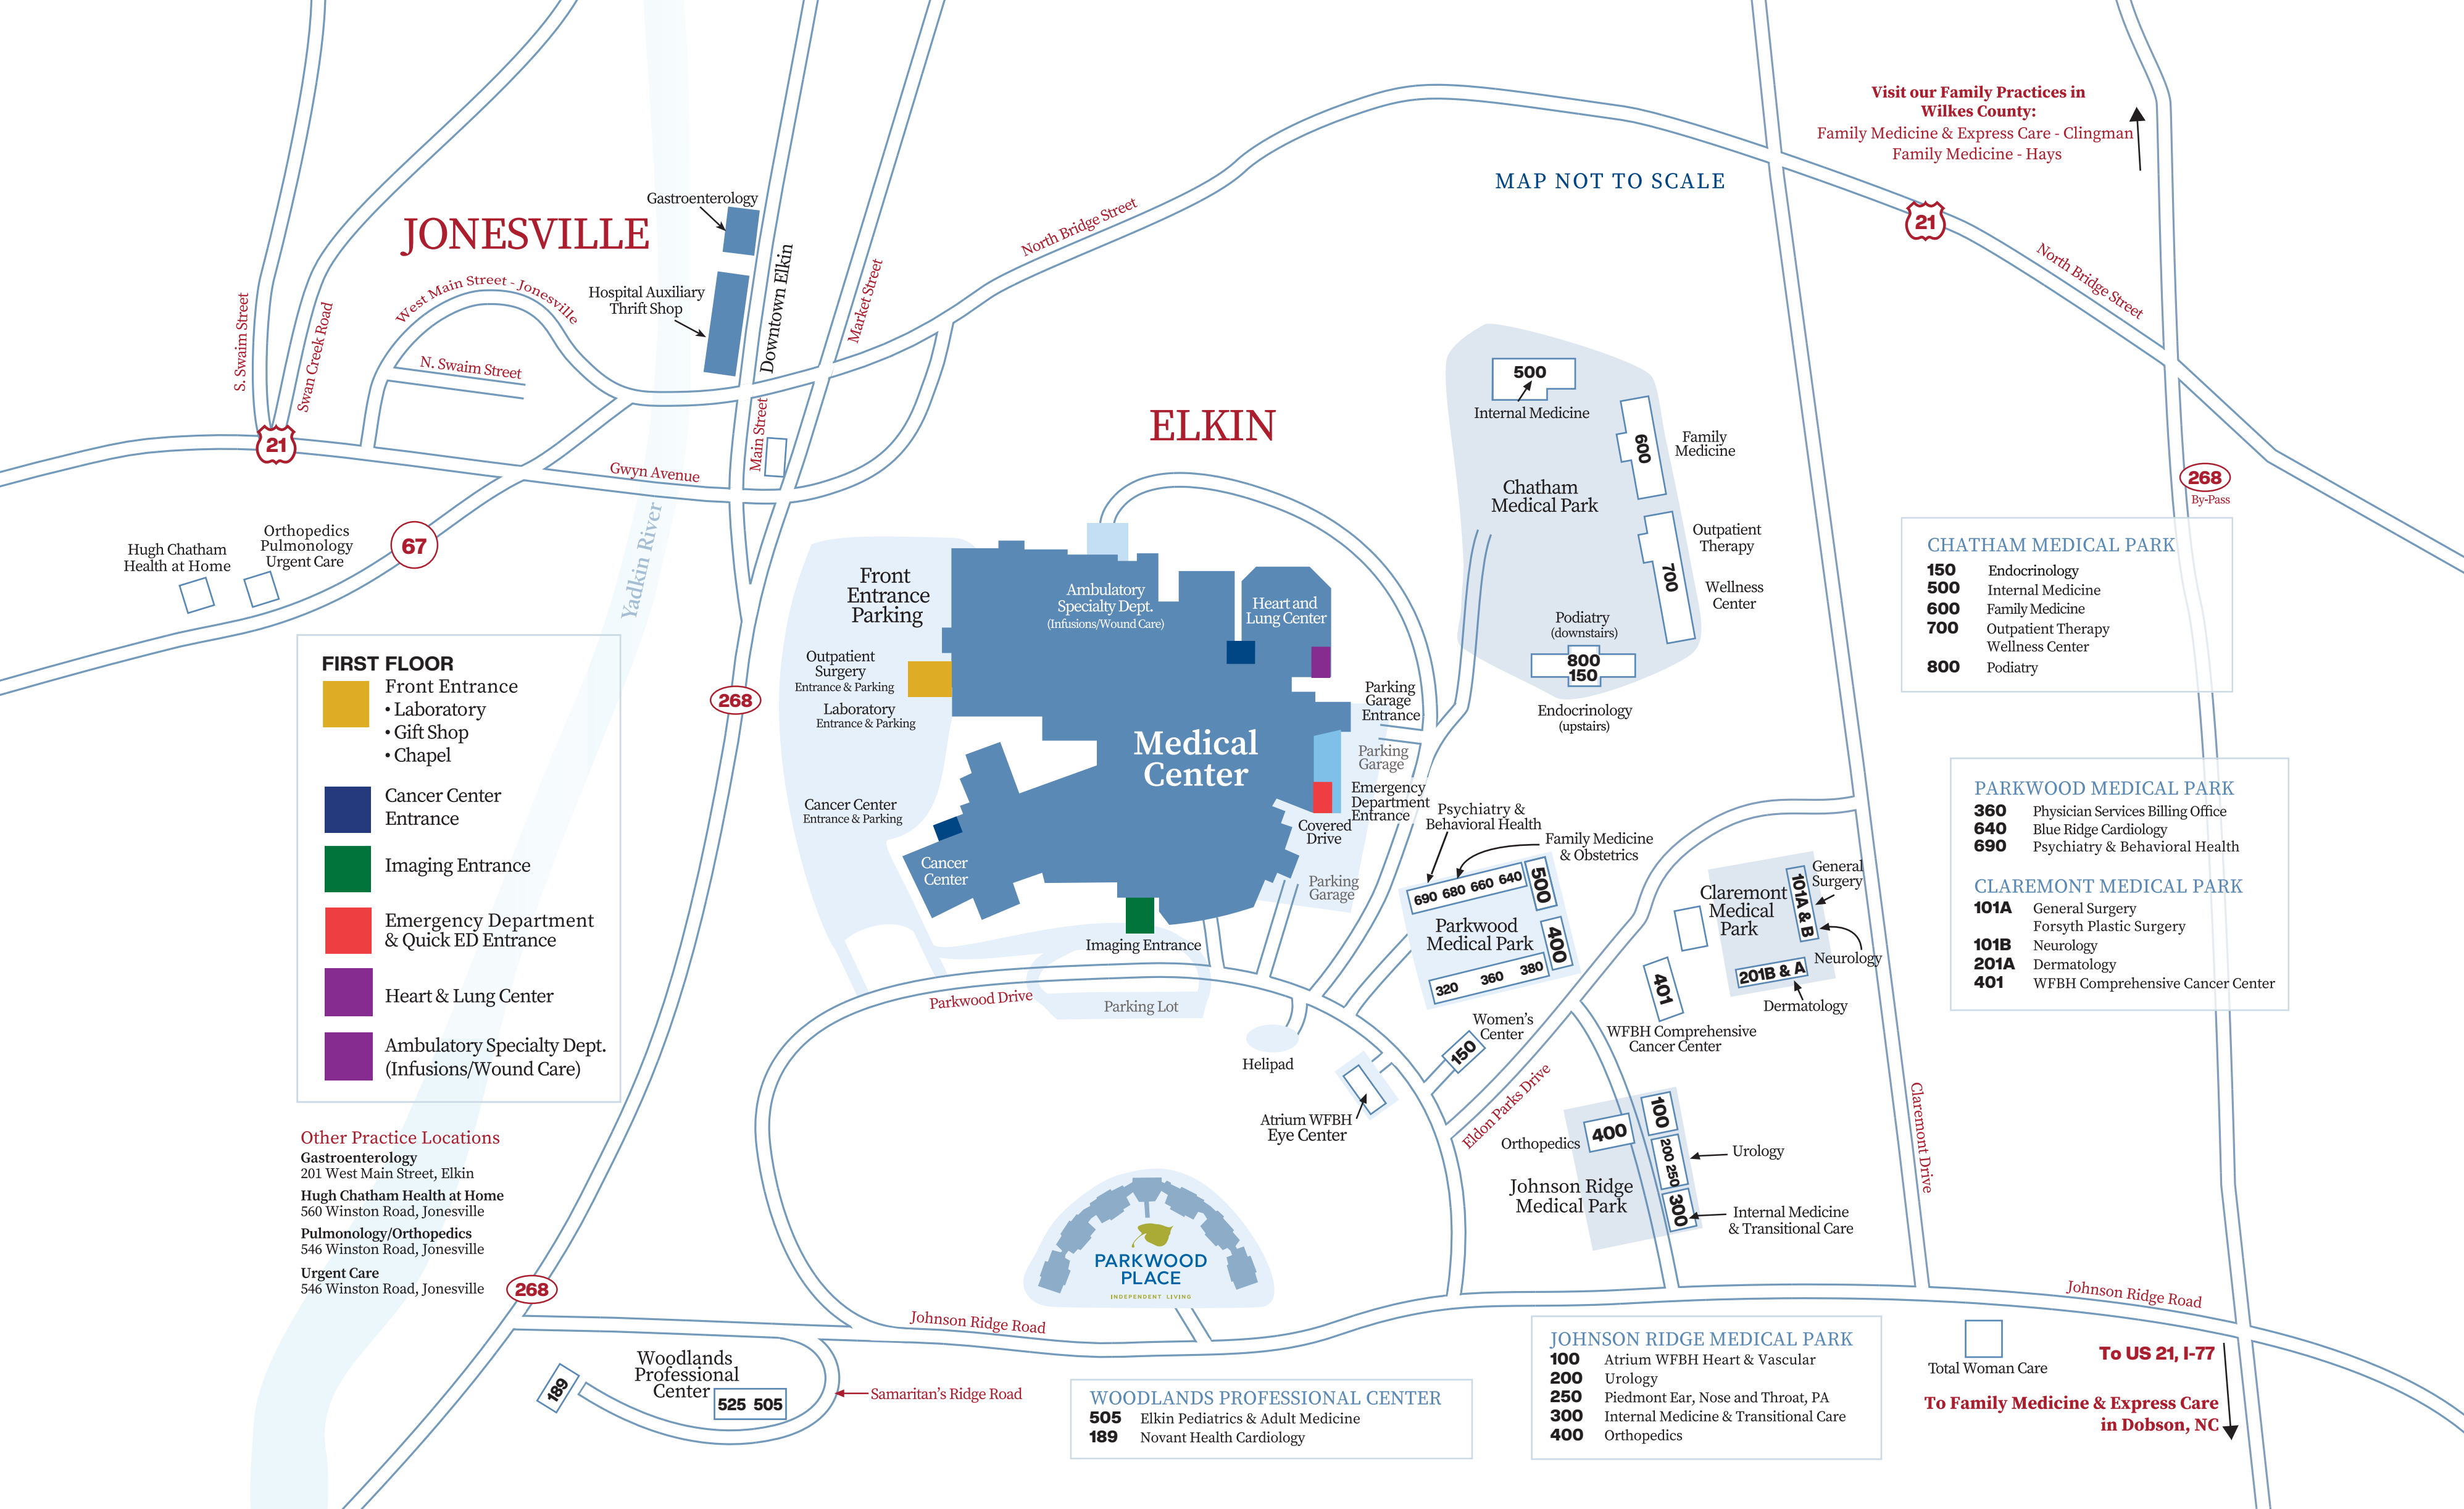 Visit our Family Practices in
Wilkes County:
Family Medicine & Express Care - Clingman
Family Medicine - Hays
MAP NOT TO SCALE
21
North Bridge Street
North Bridge Street
JONESVILLE
Gastroenterology
Hospital Auxiliary
Thrift Shop
Downtown Elkin
Market Street
West Main Street - Jonesville
N. Swaim Street
S. Swaim Street
Swan Creek Road
21
Main Street
Gwyn Avenue
ELKIN
Yadkin River
67
Hugh Chatham
Health at Home
Orthopedics
Pulmonology
Urgent Care
268
By-Pass
500
Internal Medicine
600
Family
Medicine
Chatham
Medical Park
Outpatient
Therapy
700
Wellness
Center
Podiatry
(downstairs)
800
150
Endocrinology
(upstairs)
CHATHAM MEDICAL PARK
150 Endocrinology
500 Internal Medicine
600 Family Medicine
700 Outpatient Therapy
Wellness Center
800 Podiatry
Front
Entrance
Parking
Ambulatory
Specialty Dept.
(Infusions/Wound Care)
Heart and
Lung Center
Outpatient
Surgery
Entrance & Parking
Laboratory
Entrance & Parking
268
Medical
Center
Parking
Garage
Entrance
Parking
Garage
Emergency
Department
Entrance
Covered
Drive
Parking
Garage
Cancer Center
Entrance & Parking
Cancer
Center
Imaging Entrance
Parkwood Drive
Parking Lot
Helipad
FIRST FLOOR
Front Entrance
• Laboratory
• Gift Shop
• Chapel
Cancer Center
Entrance
Imaging Entrance
Emergency Department
& Quick ED Entrance
Heart & Lung Center
Ambulatory Specialty Dept.
(Infusions/Wound Care)
Psychiatry &
Behavioral Health
Family Medicine
& Obstetrics
690 680 660 640
500
Parkwood
Medical Park
400
320 360 380
Women's
Center
150
Atrium WFBH
Eye Center
Eldon Parks Drive
Claremont
Medical
Park
101A & B
General
Surgery
Neurology
201B & A
Dermatology
401
WFBH Comprehensive
Cancer Center
PARKWOOD MEDICAL PARK
360 Physician Services Billing Office
640 Blue Ridge Cardiology
690 Psychiatry & Behavioral Health
CLAREMONT MEDICAL PARK
101A General Surgery
Forsyth Plastic Surgery
101B Neurology
201A Dermatology
401 WFBH Comprehensive Cancer Center
Claremont Drive
Orthopedics
400
100
200 250
300
Urology
Johnson Ridge
Medical Park
Internal Medicine
& Transitional Care
Other Practice Locations
Gastroenterology
201 West Main Street, Elkin
Hugh Chatham Health at Home
560 Winston Road, Jonesville
Pulmonology/Orthopedics
546 Winston Road, Jonesville
Urgent Care
546 Winston Road, Jonesville
268
PARKWOOD
PLACE
INDEPENDENT LIVING
Johnson Ridge Road
Johnson Ridge Road
Woodlands
Professional
Center
189
525 505
Samaritan's Ridge Road
WOODLANDS PROFESSIONAL CENTER
505 Elkin Pediatrics & Adult Medicine
189 Novant Health Cardiology
JOHNSON RIDGE MEDICAL PARK
100 Atrium WFBH Heart & Vascular
200 Urology
250 Piedmont Ear, Nose and Throat, PA
300 Internal Medicine & Transitional Care
400 Orthopedics
Total Woman Care
To US 21, I-77
To Family Medicine & Express Care
in Dobson, NC